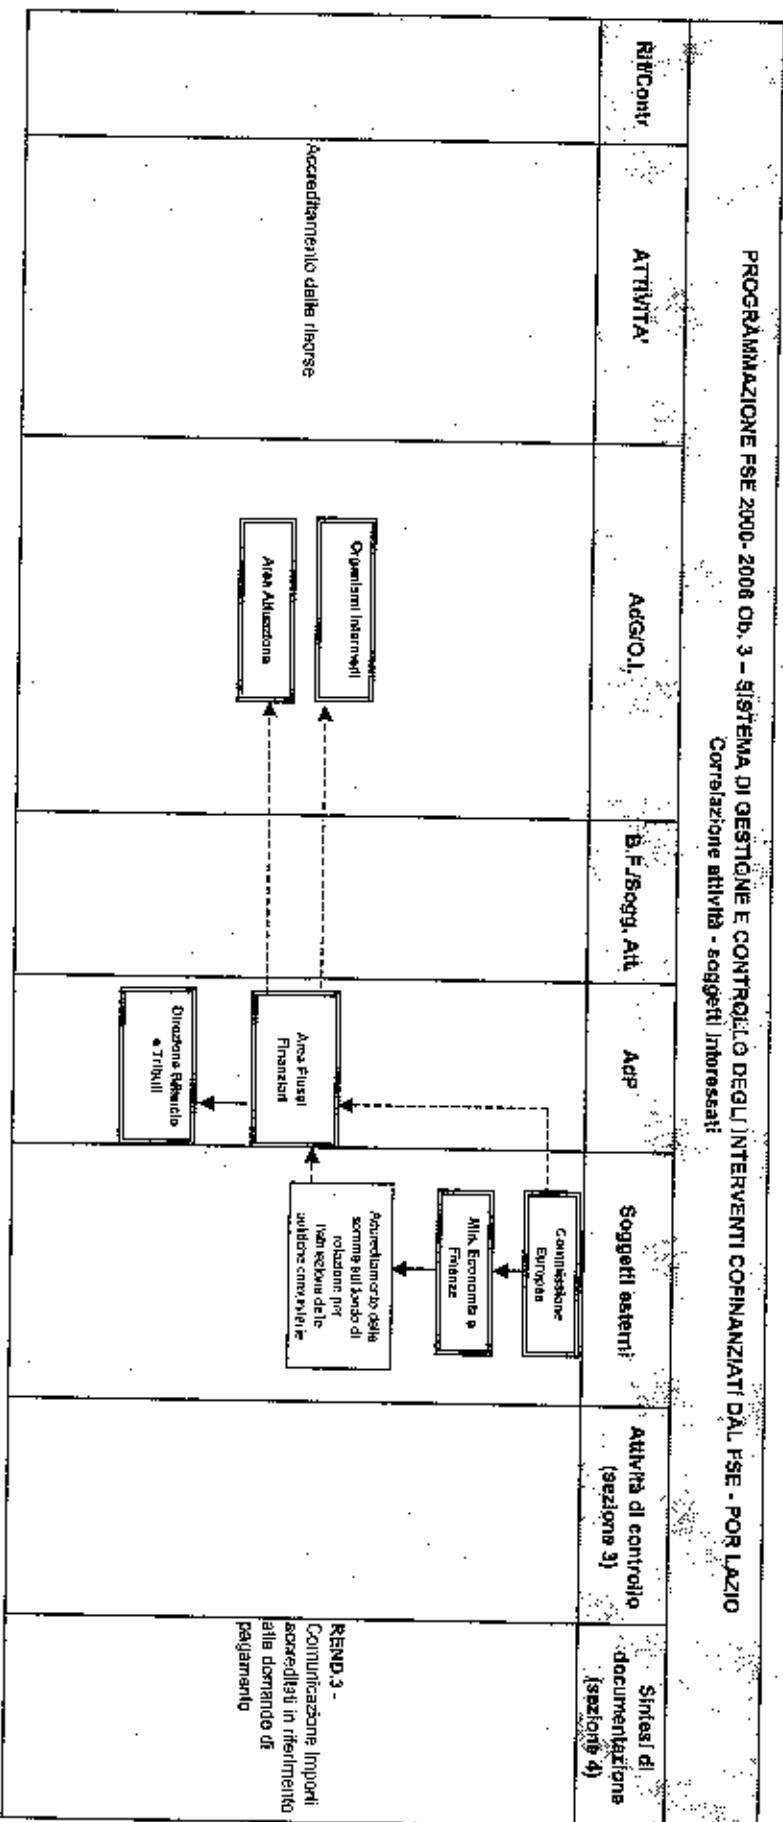 PROGRAMMAZIONE FSE 2000-2006 Ob. 3 – SISTEMA DI GESTIONE E CONTROLLO DEGLI INTERVENTI COFINANZIATI DAL FSE - POR LAZIO
Correlazione attività - soggetti interessati
Rif/Contr
ATTIVITA'
AdG/O.I.
B.F./Sogg. Att.
AdP
Soggetti esterni
Attività di controllo
(sezione 3)
Sintesi di
documentazione
(sezione 4)
Accreditamento delle risorse
Organismi Intermedi
Area Attuazione
Area Flussi
Finanziari
Direzione Bilancio
e Tributi
Commissione
Europea
Min. Economia e
Finanze
Accreditamento delle
somme sul fondo di
rotazione per
l'attuazione delle
politiche comunitarie
REND.3 -
Comunicazione Importi
accreditati in riferimento
alle domande di
pagamento